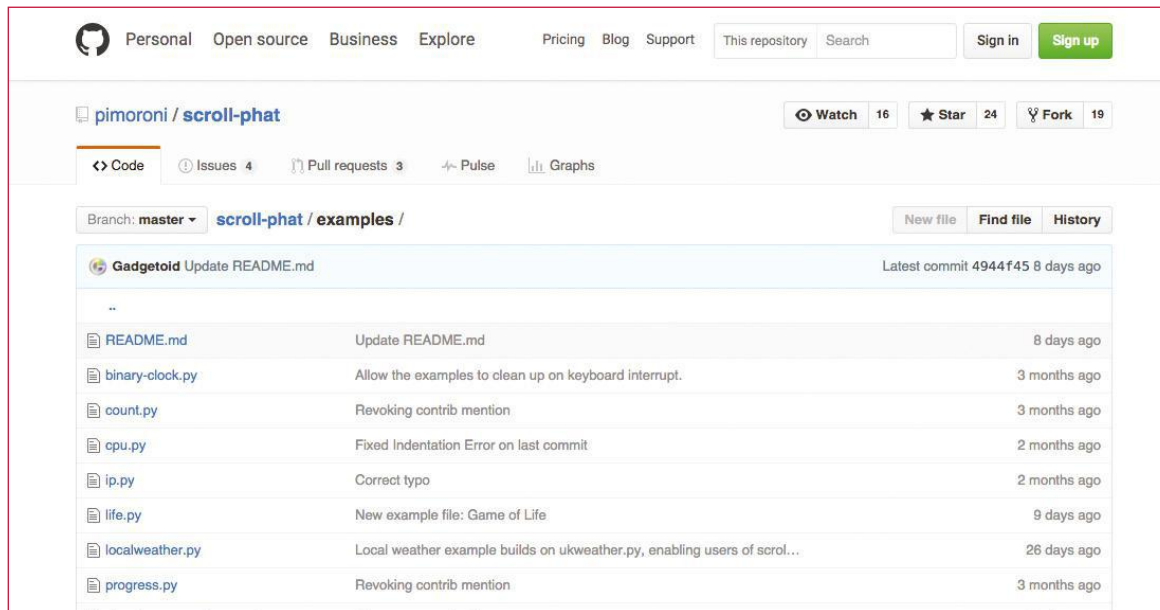 Personal Open source Business Explore Pricing Blog Support This repository Search Sign in Sign up
pimoroni / scroll-phat Watch 16 Star 24 Fork 19
Code Issues 4 Pull requests 3 Pulse Graphs
Branch: master scroll-phat / examples / New file Find file History
Gadgetoid Update README.md Latest commit 4944f45 8 days ago
..
README.md Update README.md 8 days ago
binary-clock.py Allow the examples to clean up on keyboard interrupt. 3 months ago
count.py Revoking contrib mention 3 months ago
cpu.py Fixed Indentation Error on last commit 2 months ago
ip.py Correct typo 2 months ago
life.py New example file: Game of Life 9 days ago
localweather.py Local weather example builds on ukweather.py, enabling users of scrol... 26 days ago
progress.py Revoking contrib mention 3 months ago